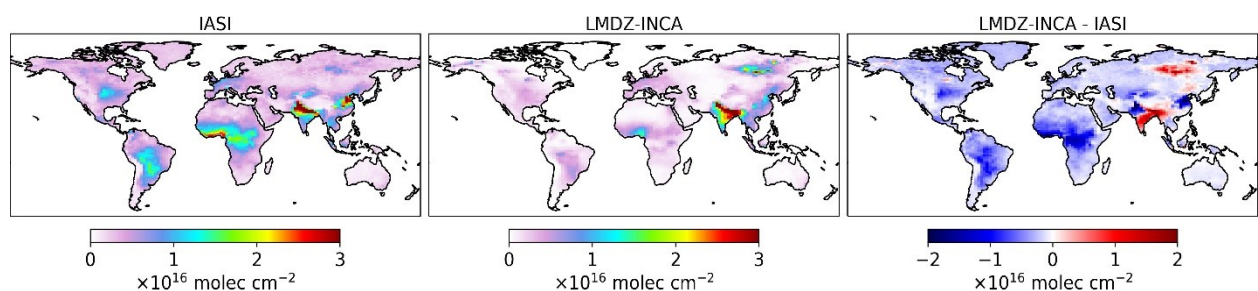 IASI
LMDZ-INCA
LMDZ-INCA - IASI
0 1 2 3
×10¹⁶ molec cm⁻²
0 1 2 3
×10¹⁶ molec cm⁻²
−2 −1 0 1 2
×10¹⁶ molec cm⁻²